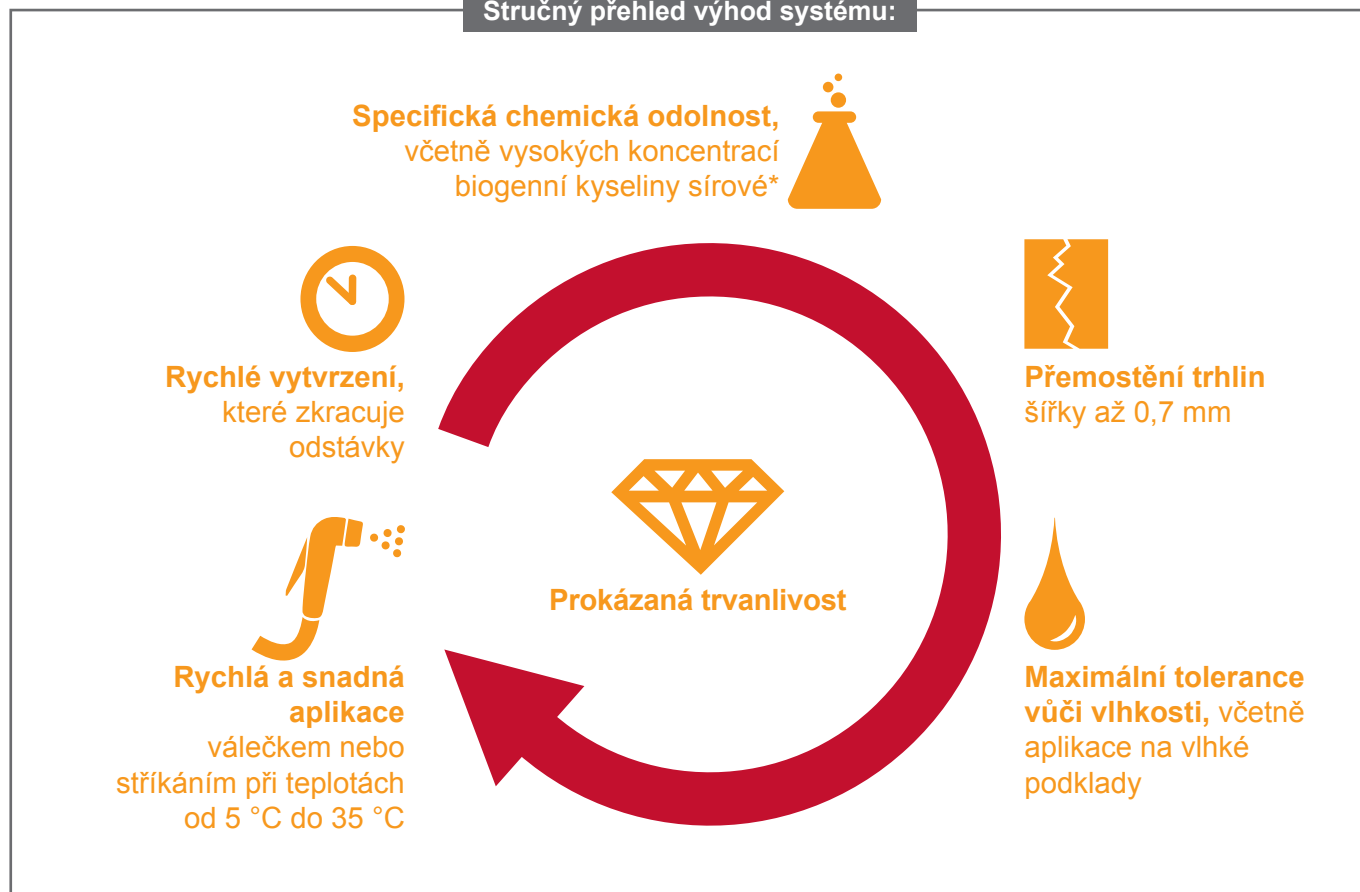 Stručný přehled výhod systému:
Specifická chemická odolnost,
včetně vysokých koncentrací
biogenní kyseliny sírové*
Rychlé vytvrzení,
které zkracuje
odstávky
Přemostění trhlin
šířky až 0,7 mm
Prokázaná trvanlivost
Rychlá a snadná
aplikace
válečkem nebo
stříkáním při teplotách
od 5 °C do 35 °C
Maximální tolerance
vůči vlhkosti, včetně
aplikace na vlhké
podklady